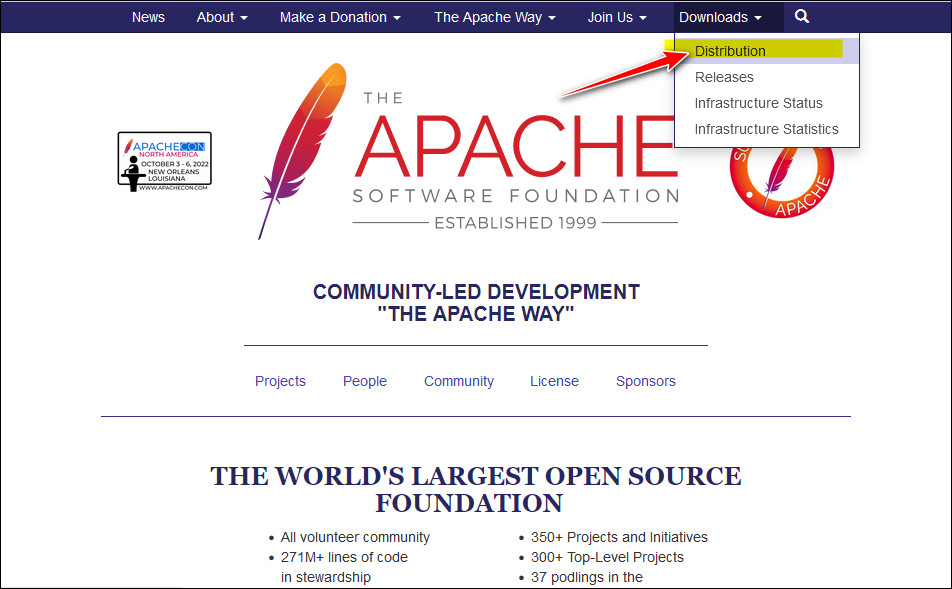 News About Make a Donation The Apache Way Join Us Downloads
Distribution
Releases
Infrastructure Status
Infrastructure Statistics
APACHECON
NORTH AMERICA
OCTOBER 3 - 6, 2022
NEW ORLEANS
LOUISIANA
WWW.APACHECON.COM
THE
APACHE
SOFTWARE FOUNDATION
ESTABLISHED 1999
APACHE
COMMUNITY-LED DEVELOPMENT
"THE APACHE WAY"
Projects People Community License Sponsors
THE WORLD'S LARGEST OPEN SOURCE
FOUNDATION
• All volunteer community
• 271M+ lines of code
in stewardship
• 350+ Projects and Initiatives
• 300+ Top-Level Projects
• 37 podlings in the